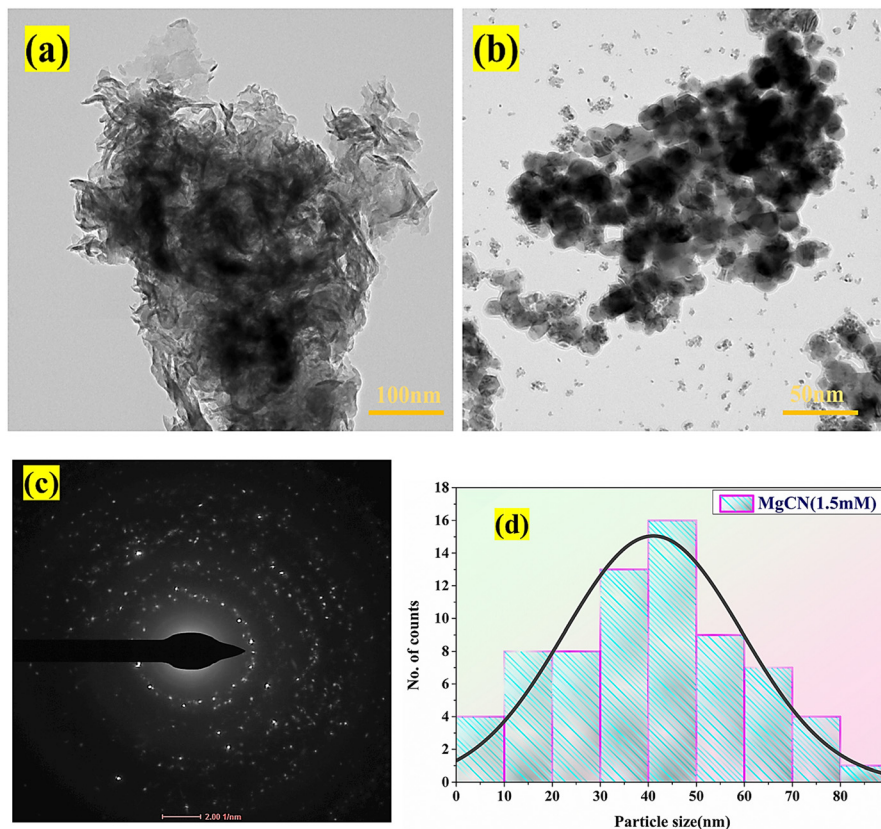 (a)
100nm
(b)
50nm
(c)
2.00 1/nm
(d)
MgCN(1.5mM)
No. of counts
18
16
14
12
10
8
6
4
2
0
0 10 20 30 40 50 60 70 80
Particle size(nm)